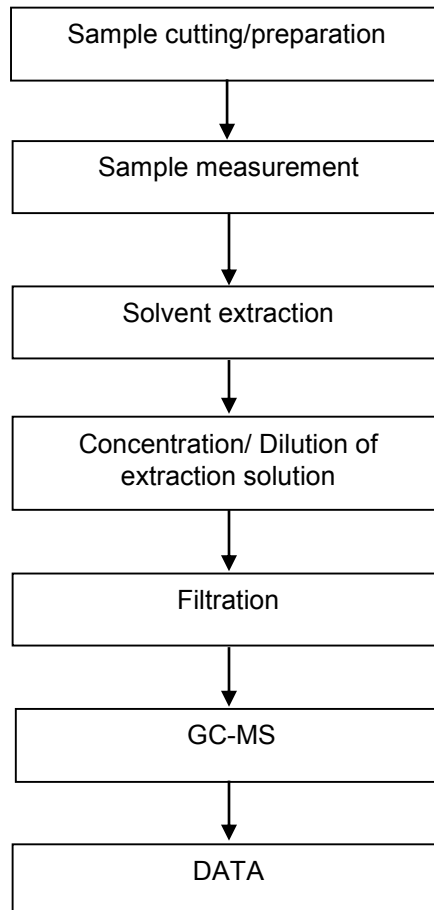 Sample cutting/preparation
Sample measurement
Solvent extraction
Concentration/ Dilution of
extraction solution
Filtration
GC-MS
DATA